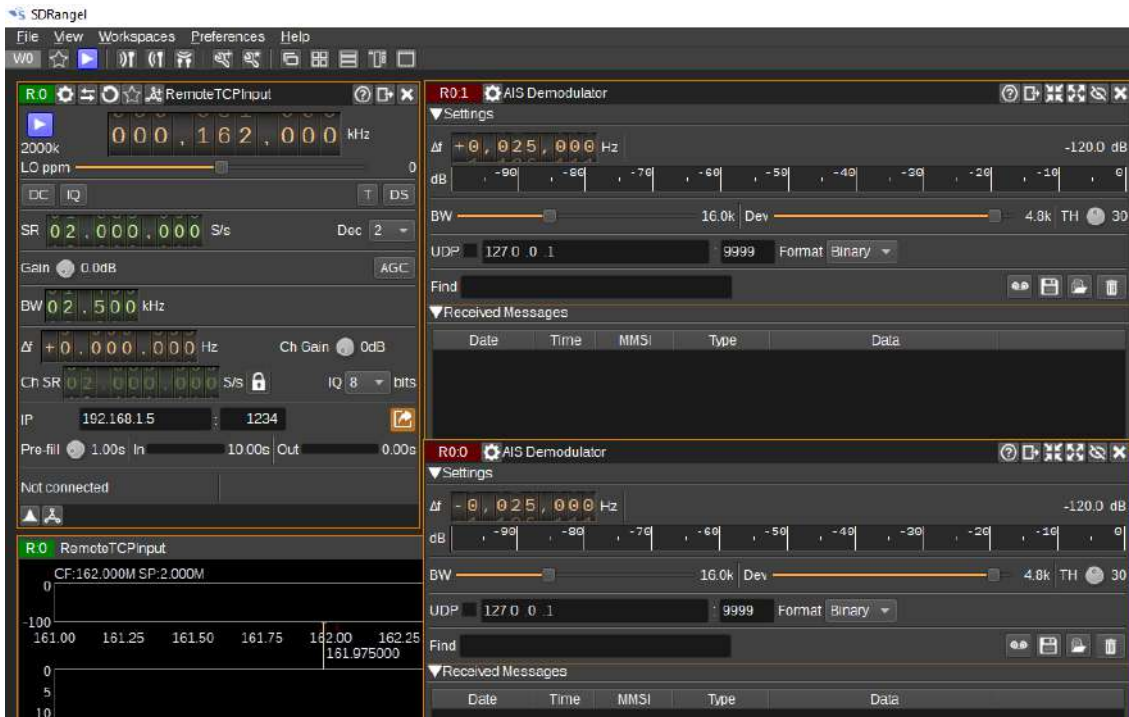 SDRangel
File View Workspaces Preferences Help
W0
R:0 RemoteTCPInput
2000k 000,162,000 kHz
LO ppm 0
DC IQ T DS
SR 02.000.000 S/s Dec 2
Gain 0.0dB AGC
BW 02.500 kHz
Δf +0.000.000 Hz Ch Gain 0dB
Ch SR 02.000.000 S/s IQ 8 bits
IP 192.168.1.5 : 1234
Pre-fill 1.00s In 10.00s Out 0.00s
Not connected
R:0 RemoteTCPInput
CF:162.000M SP:2.000M
0
-100
161.00 161.25 161.50 161.75 162.00 162.25
161.975000
0
5
10
R0:1 AIS Demodulator
Settings
Δf +0,025,000 Hz -120.0 dB
dB -90 -80 -70 -60 -50 -40 -30 -20 -10 0
BW 16.0k Dev 4.8k TH 30
UDP 127.0.0.1 : 9999 Format Binary
Find
Received Messages
Date Time MMSI Type Data
R0:0 AIS Demodulator
Settings
Δf -0,025,000 Hz -120.0 dB
dB -90 -80 -70 -60 -50 -40 -30 -20 -10 0
BW 16.0k Dev 4.8k TH 30
UDP 127.0.0.1 : 9999 Format Binary
Find
Received Messages
Date Time MMSI Type Data